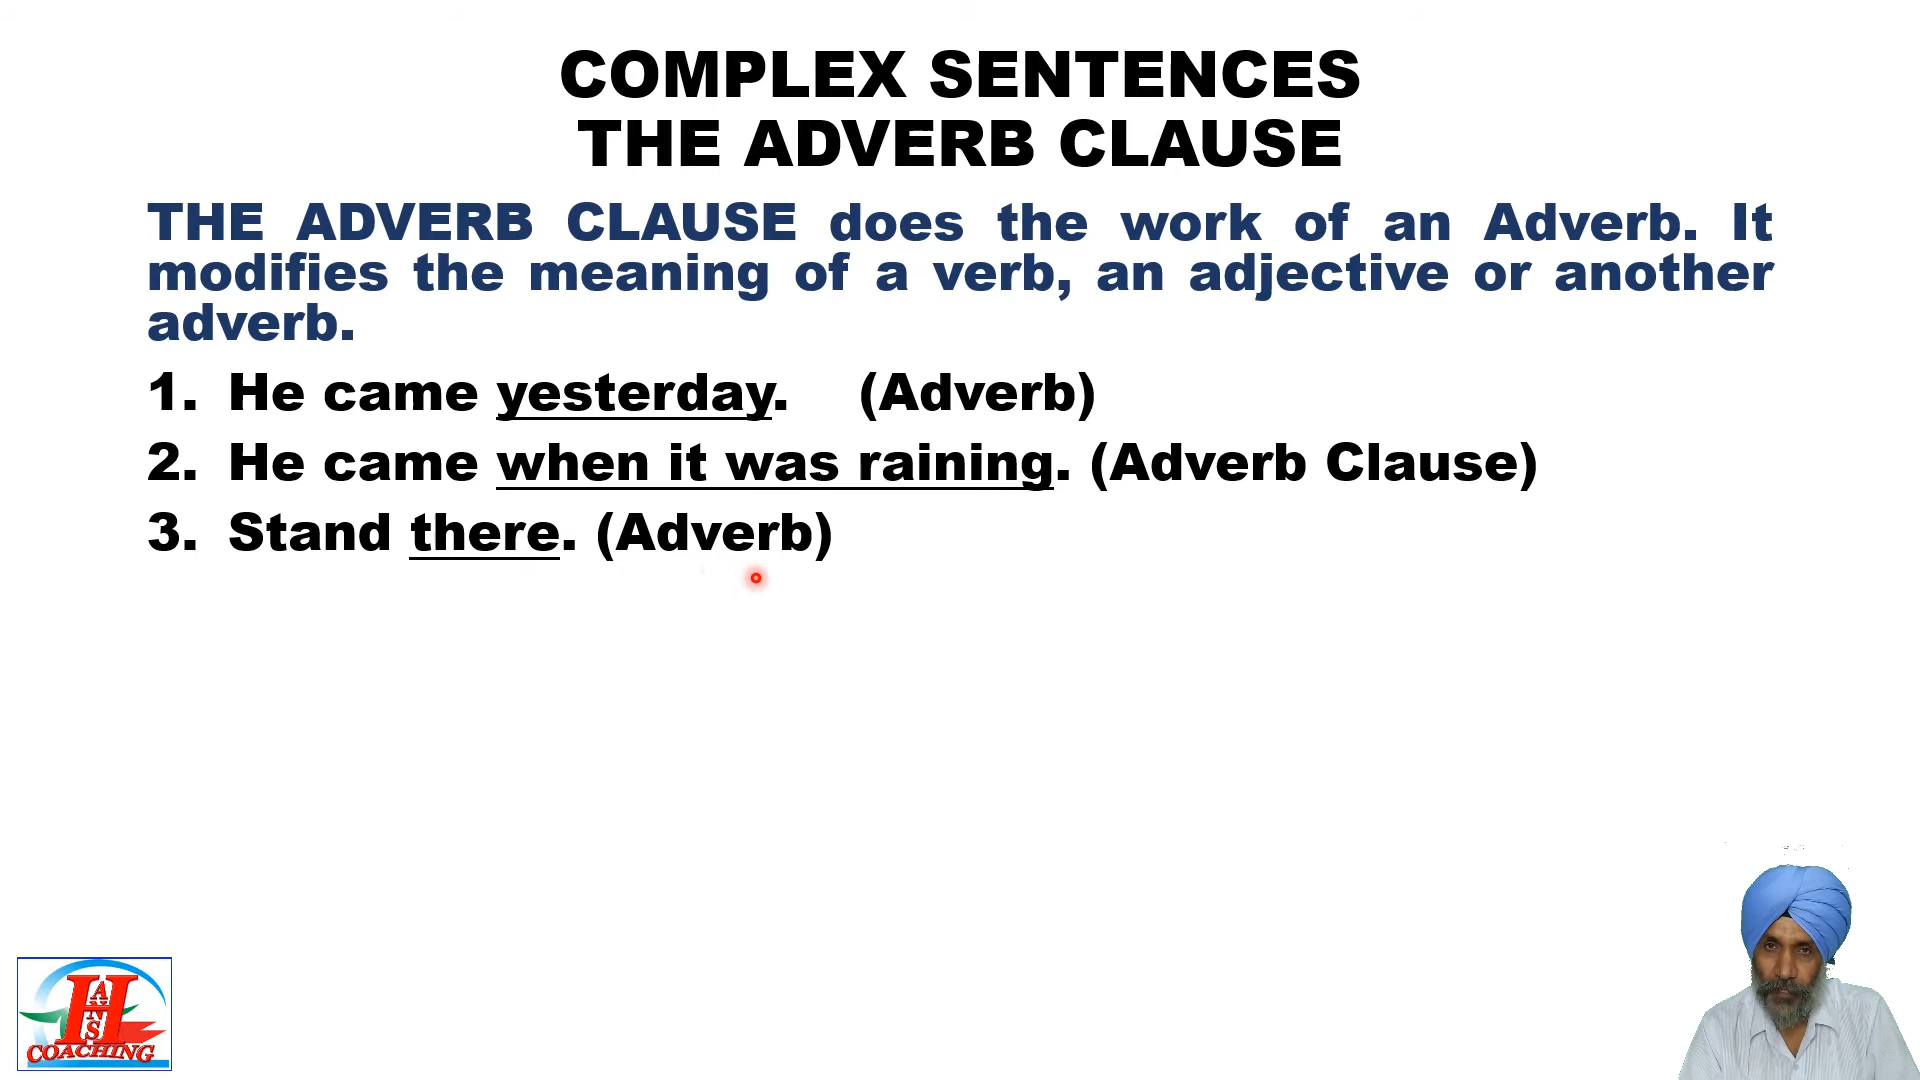 COMPLEX SENTENCES
THE ADVERB CLAUSE
THE ADVERB CLAUSE does the work of an Adverb. It
modifies the meaning of a verb, an adjective or another
adverb.
1. He came yesterday. (Adverb)
2. He came when it was raining. (Adverb Clause)
3. Stand there. (Adverb)
HANS
COACHING